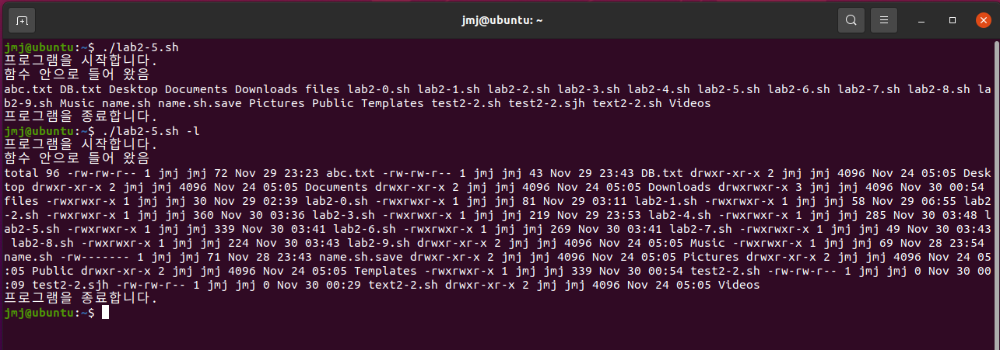 jmj@ubuntu: ~
jmj@ubuntu:~$ ./lab2-5.sh
프로그램을 시작합니다.
함수 안으로 들어 왔음
abc.txt DB.txt Desktop Documents Downloads files lab2-0.sh lab2-1.sh lab2-2.sh lab2-3.sh lab2-4.sh lab2-5.sh lab2-6.sh lab2-7.sh lab2-8.sh la
b2-9.sh Music name.sh name.sh.save Pictures Public Templates test2-2.sh test2-2.sjh text2-2.sh Videos
프로그램을 종료합니다.
jmj@ubuntu:~$ ./lab2-5.sh -l
프로그램을 시작합니다.
함수 안으로 들어 왔음
total 96 -rw-rw-r-- 1 jmj jmj 72 Nov 29 23:23 abc.txt -rw-rw-r-- 1 jmj jmj 43 Nov 29 23:43 DB.txt drwxr-xr-x 2 jmj jmj 4096 Nov 24 05:05 Desk
top drwxr-xr-x 2 jmj jmj 4096 Nov 24 05:05 Documents drwxr-xr-x 2 jmj jmj 4096 Nov 24 05:05 Downloads drwxrwxr-x 3 jmj jmj 4096 Nov 30 00:54
files -rwxrwxr-x 1 jmj jmj 30 Nov 29 02:39 lab2-0.sh -rwxrwxr-x 1 jmj jmj 81 Nov 29 03:11 lab2-1.sh -rwxrwxr-x 1 jmj jmj 58 Nov 29 06:55 lab2
-2.sh -rwxrwxr-x 1 jmj jmj 360 Nov 30 03:36 lab2-3.sh -rwxrwxr-x 1 jmj jmj 219 Nov 29 23:53 lab2-4.sh -rwxrwxr-x 1 jmj jmj 285 Nov 30 03:48 l
ab2-5.sh -rwxrwxr-x 1 jmj jmj 339 Nov 30 03:41 lab2-6.sh -rwxrwxr-x 1 jmj jmj 269 Nov 30 03:41 lab2-7.sh -rwxrwxr-x 1 jmj jmj 49 Nov 30 03:43
lab2-8.sh -rwxrwxr-x 1 jmj jmj 224 Nov 30 03:43 lab2-9.sh drwxr-xr-x 2 jmj jmj 4096 Nov 24 05:05 Music -rwxrwxr-x 1 jmj jmj 69 Nov 28 23:54
name.sh -rw------- 1 jmj jmj 71 Nov 28 23:43 name.sh.save drwxr-xr-x 2 jmj jmj 4096 Nov 24 05:05 Pictures drwxr-xr-x 2 jmj jmj 4096 Nov 24 05
:05 Public drwxr-xr-x 2 jmj jmj 4096 Nov 24 05:05 Templates -rwxrwxr-x 1 jmj jmj 339 Nov 30 00:54 test2-2.sh -rw-rw-r-- 1 jmj jmj 0 Nov 30 00
:09 test2-2.sjh -rw-rw-r-- 1 jmj jmj 0 Nov 30 00:29 text2-2.sh drwxr-xr-x 2 jmj jmj 4096 Nov 24 05:05 Videos
프로그램을 종료합니다.
jmj@ubuntu:~$